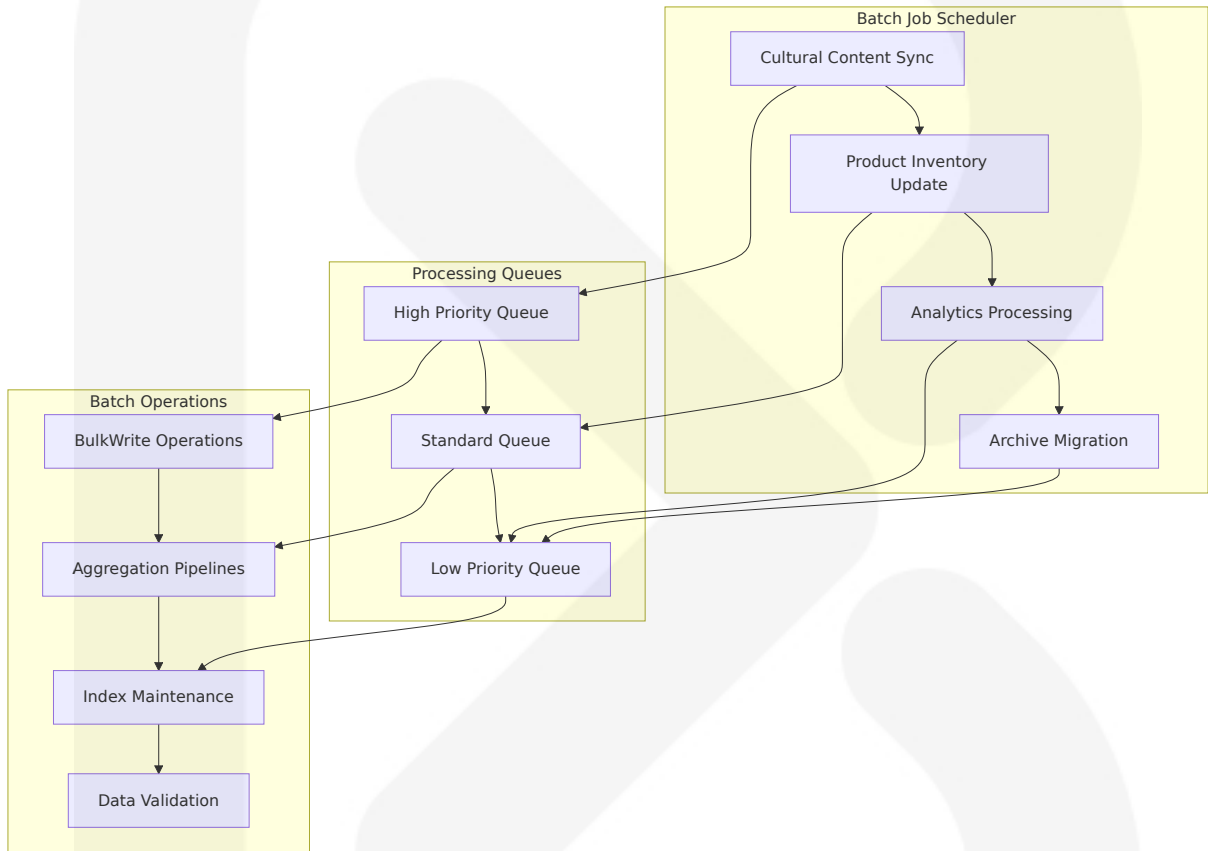 Batch Job Scheduler
Cultural Content Sync
Product Inventory
Update
Analytics Processing
Archive Migration
Processing Queues
High Priority Queue
Standard Queue
Low Priority Queue
Batch Operations
BulkWrite Operations
Aggregation Pipelines
Index Maintenance
Data Validation